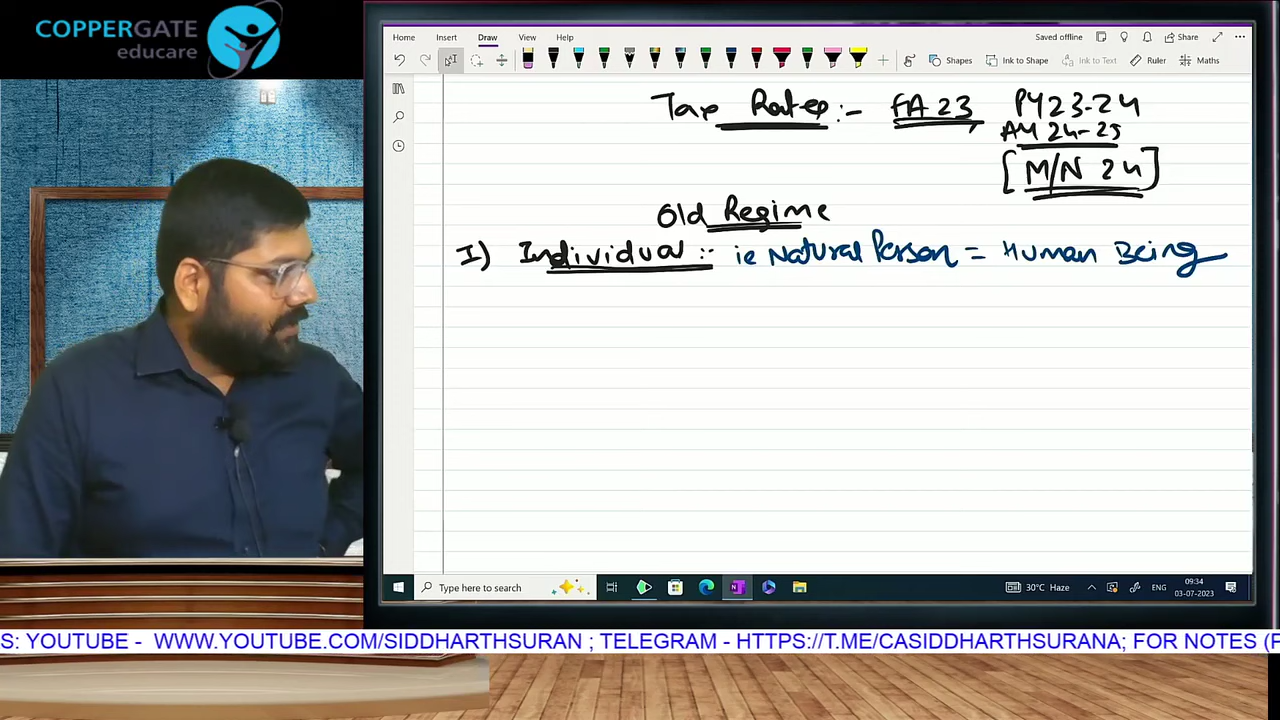 COPPERGATE
educare
Home Insert Draw View Help
Saved offline
Share
Shapes
Ink to Shape
Ink to Text
Ruler
Maths
Tax Rates :- FA 23 PY 23-24
AY 24-25
[M/N 24]
Old Regime
I) Individual :- ie Natural Person = Human Being
Type here to search
30°C Haze
ENG
09:34
03-07-2023
S: YOUTUBE - WWW.YOUTUBE.COM/SIDDHARTHSURAN ; TELEGRAM - HTTPS://T.ME/CASIDDHARTHSURANA; FOR NOTES (F